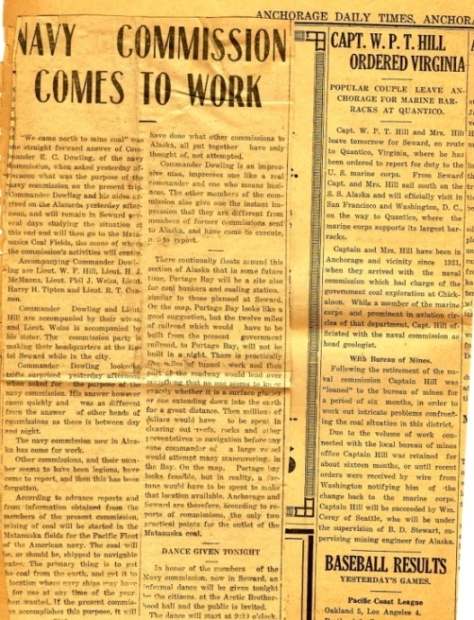 ANCHORAGE DAILY TIMES, ANCHORA
NAVY COMMISSION
COMES TO WORK
"We came north to mine coal" was
the straight forward answer of Com-
mander E. C. Dowling, of the navy
commission, when asked yesterday af-
ternoon what was the purpose of the
navy commission on the present trip.
Commander Dowling and his aides ar-
rived on the Alameda yesterday after-
noon, and will remain in Seward
eral days studying the situation
and will then go to the Mata-
nuska Coal Fields, the scene of where
the commission's activities will centre.
Accompanying Commander Dowl-
ing are Lieut. W. P. Hill, Lieut. H. J.
McManna, Lieut. Phil J. Weiss, Lieut.
Harry H. Tipten and Lieut. R. T.
son.
Commander Dowling and Lieut.
Hill are accompanied by their wives
and Lieut. Weiss is accompanied by
his sister. The commission party is
making their headquarters at the
el Seward while in the city.
Commander Dowling looked
surprised yesterday
when asked for the purpose of the
navy commission. His answer however
came quickly and was as different
from the answer of other heads of
commissions as there is between day
and night.
The navy commission now in Alas-
ka has come for work.
Other commissions, and their num-
ber seems to have been legions, have
come to report, and then this has been
forgotten.
According to advance reports and
from information obtained from the
members of the present commission,
mining of coal will be started in the
Matanuska fields for the Pacific Fleet
of the American navy. The coal will
be, or should be, shipped to navigable
water. The primary thing is to get
the coal from the earth, and get it to
location where navy ships may have
for use at any time of the year
when wanted. If the present commis-
accomplishes this purpose, it will
have done what other commissions to
Alaska, all put together have only
thought of, not attempted.
Commander Dowling is an impres-
sive man, impresses one like a real
commander and one who means busi-
ness. The other members of the com-
mission also give one the instant im-
pression that they are different from
members of former commissions sent
to Alaska, and have come to execute,
not to report.
There continually floats around this
section of Alaska that in some future
time, Portage Bay will be a site also
for coal bunkers and coaling station,
similar to those planned at Seward.
On the map, Portage Bay looks like a
good suggestion, but the twelve miles
of railroad which would have to be
built from the present government
railroad, to Portage Bay, will not be
built in a night. There is practically
miles of tunnel work and then
part of the roadway would lead over
something that no one seems to know
exactly whether it is a surface glacier
or one extending down into the earth
for a great distance. Then millions of
dollars would have to be spent in
clearing out reefs, rocks and other
preventatives to navigation before any
one commander of a large vessel
would attempt many maneuvering in
the Bay. On the map, Portage Bay
looks feasible, but in reality, a for-
tune would have to be spent to make
that location available. Anchorage and
Seward are therefore, according to re-
ports of commissions, the only two
practical points for the outlet of the
Matanuska coal.
DANCE GIVEN TONIGHT
In honor of the members of the
Navy commission, now in Seward, an
informal dance will be given tonight
by the citizens, at the Arctic Brother-
hood hall and the public is invited.
The dance will start at 9:30 o'clock.
CAPT. W. P. T. HILL
ORDERED VIRGINIA
POPULAR COUPLE LEAVE AN-
CHORAGE FOR MARINE BAR-
RACKS AT QUANTICO.
Capt. W. P. T. Hill and Mrs. Hill
leave tomorrow for Seward, en route
to Quantico, Virginia, where he has
been ordered to report for duty to the
U. S. marine corps. From Seward
Capt. and Mrs. Hill sail south on the
S. S. Alaska and will officially visit in
San Francisco and Washington, D. C.,
on the way to Quantico, where the
marine corps supports its largest bar-
racks.
Captain and Mrs. Hill have been in
Anchorage and vicinity since 1921,
when they arrived with the naval
commission which had charge of the
government coal exploration at Chick-
aloon. While a member of the marine
corps and prominent in aviation cir-
cles of that department, Capt. Hill af-
filiated with the naval commission as
head geologist.
With Bureau of Mines.
Following the retirement of the na-
val commission Captain Hill was
"loaned" to the bureau of mines for
a period of six months, in order to
work out intricate problems confront-
ing the coal situation in this district.
Due to the volume of work con-
nected with the local bureau of mines
office Captain Hill was retained for
about sixteen months, or until recent
orders were received by wire from
Washington notifying him of the
change back to the marine corps.
Captain Hill will be succeeded by Wm.
Corey of Seattle, who will be under
the supervision of B. D. Stewart, su-
pervising mining engineer for Alaska.
BASEBALL RESULTS
YESTERDAY'S GAMES.
Pacific Coast League
Oakland 5, Los Angeles 4.